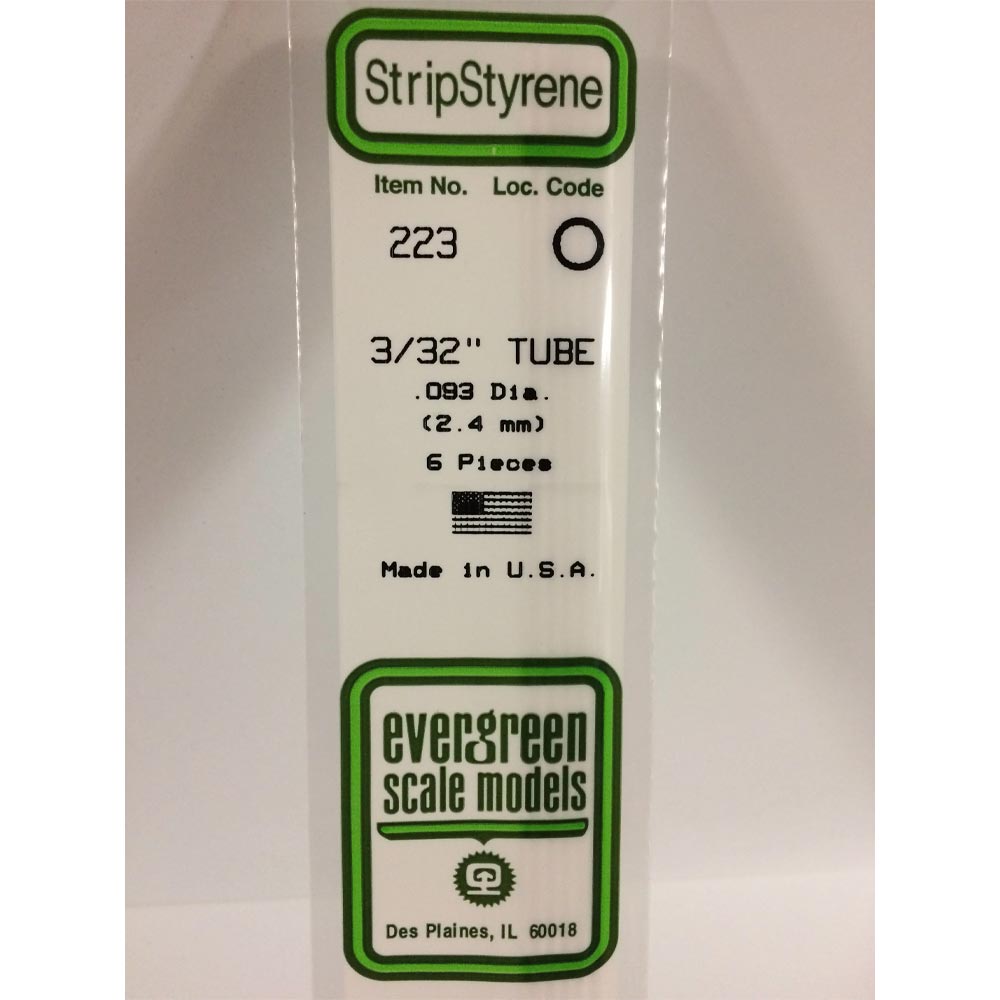 StripStyrene
Item No. Loc. Code
223
3/32" TUBE
.093 Dia.
(2.4 mm)
6 Pieces
Made in U.S.A.
evergreen
scale models
Des Plaines, IL 60018